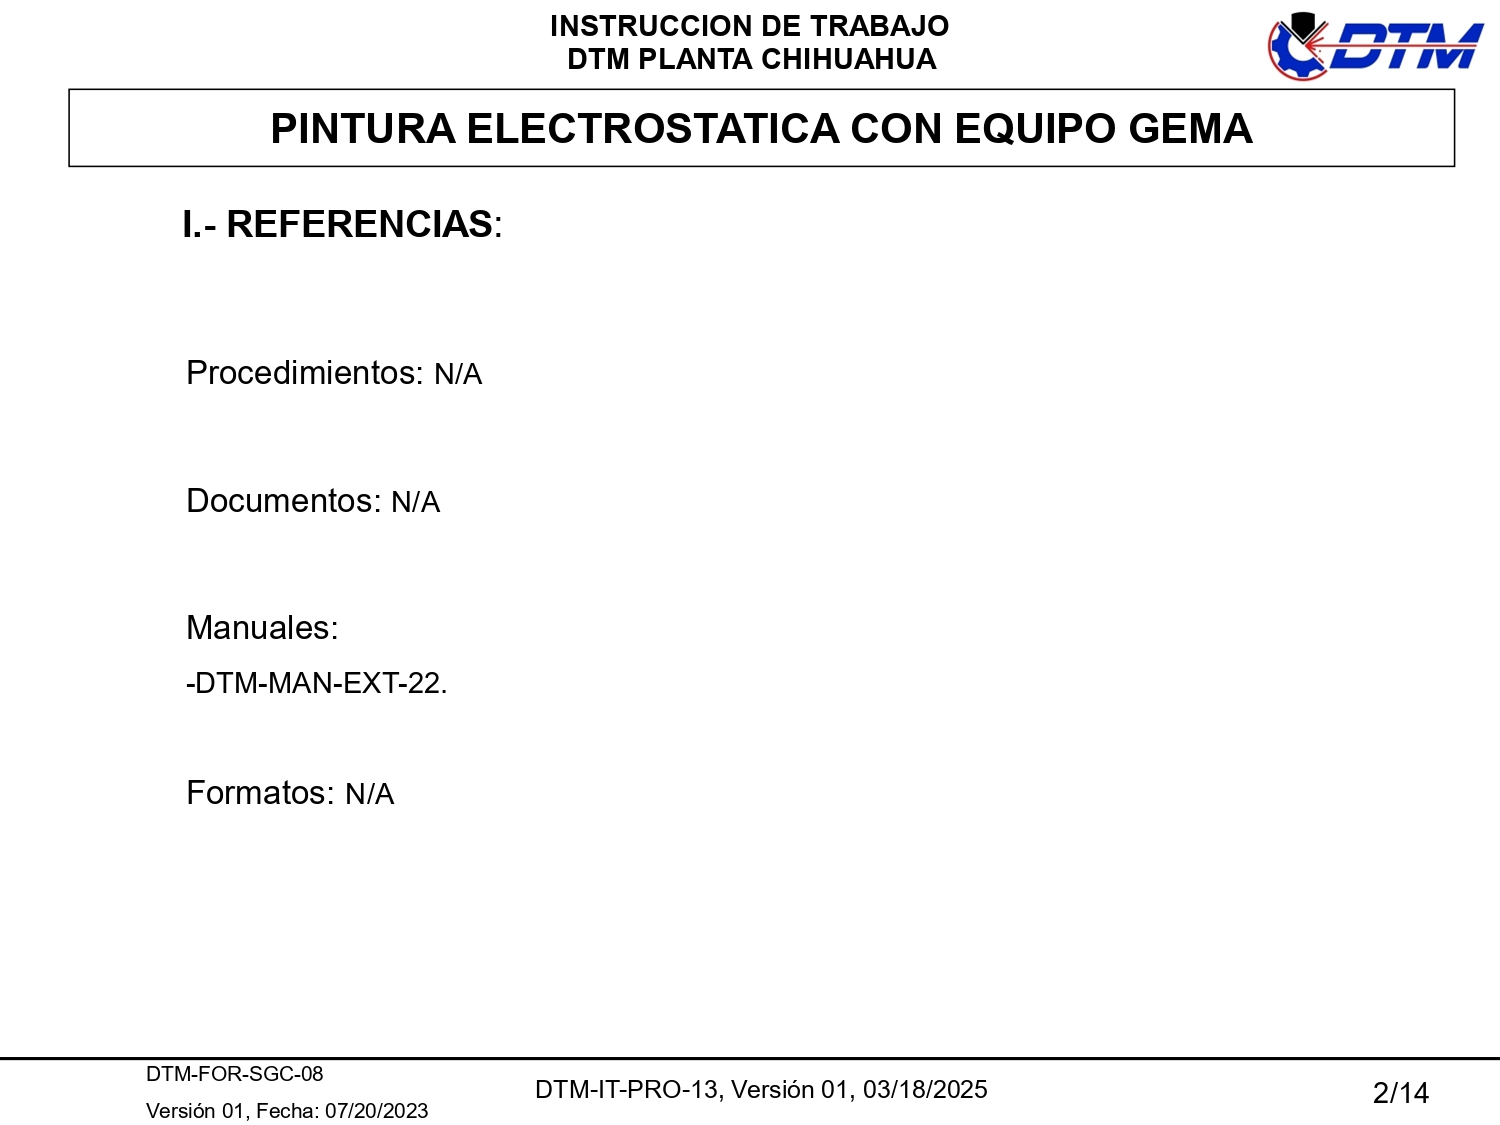 INSTRUCCION DE TRABAJO
DTM PLANTA CHIHUAHUA
DTM
PINTURA ELECTROSTATICA CON EQUIPO GEMA
I.- REFERENCIAS:
Procedimientos: N/A
Documentos: N/A
Manuales:
-DTM-MAN-EXT-22.
Formatos: N/A
DTM-FOR-SGC-08
Versión 01, Fecha: 07/20/2023
DTM-IT-PRO-13, Versión 01, 03/18/2025
2/14